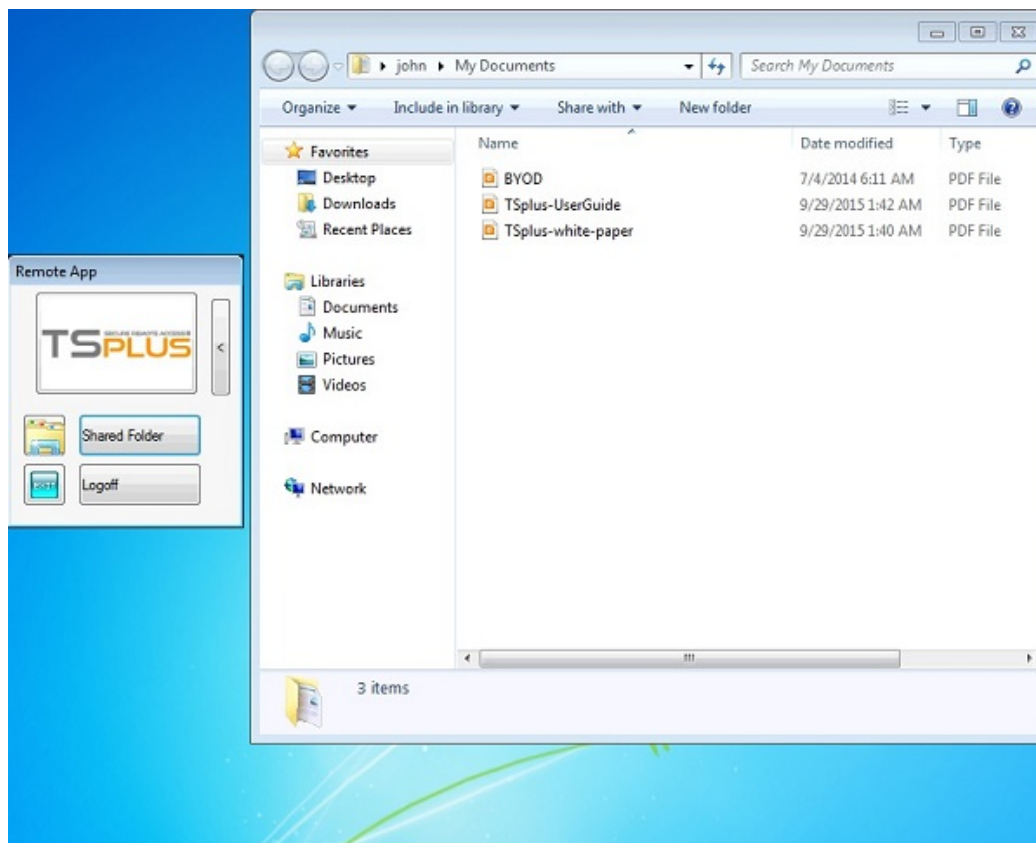 john ▸ My Documents
Search My Documents
Organize
Include in library
Share with
New folder
Favorites
Desktop
Downloads
Recent Places
Libraries
Documents
Music
Pictures
Videos
Computer
Network
Name
Date modified
Type
BYOD 7/4/2014 6:11 AM PDF File
TSplus-UserGuide 9/29/2015 1:42 AM PDF File
TSplus-white-paper 9/29/2015 1:40 AM PDF File
3 items
Remote App
TSPLUS
SECURE REMOTE ACCESS
<
Shared Folder
Logoff